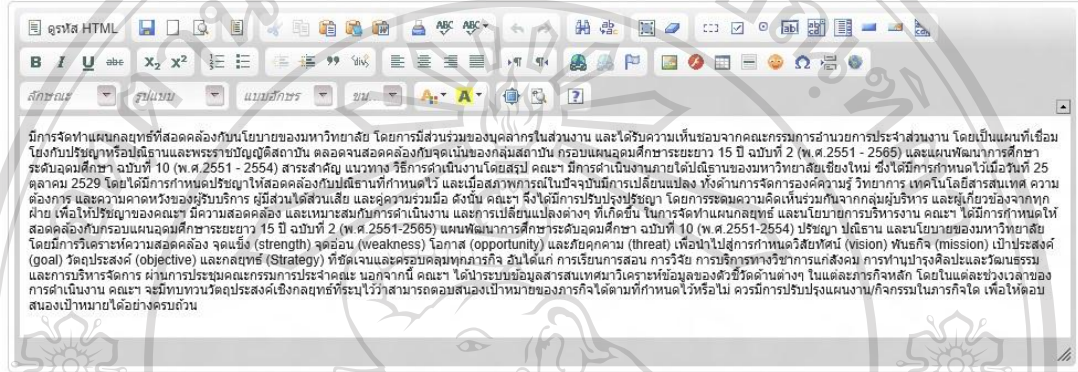 ดูรหัส HTML
B I U abc X₂ X²
ลักษณะ รูปแบบ แบบอักษร ขน...
มีการจัดทำแผนกลยุทธ์ที่สอดคล้องกับนโยบายของมหาวิทยาลัย โดยการมีส่วนร่วมของบุคลากรในส่วนงาน และได้รับความเห็นชอบจากคณะกรรมการอำนวยการประจำส่วนงาน โดยเป็นแผนที่เชื่อม
โยงกับปรัชญาหรือปณิธานและพระราชบัญญัติสถาบัน ตลอดจนสอดคล้องกับจุดเน้นของกลุ่มสถาบัน กรอบแผนอุดมศึกษาระยะยาว 15 ปี ฉบับที่ 2 (พ.ศ.2551 - 2565) และแผนพัฒนาการศึกษา
ระดับอุดมศึกษา ฉบับที่ 10 (พ.ศ.2551 - 2554) สาระสำคัญ แนวทาง วิธีการดำเนินงานโดยสรุป คณะฯ มีการดำเนินงานภายใต้ปณิธานของมหาวิทยาลัยเชียงใหม่ ซึ่งได้มีการกำหนดไว้เมื่อวันที่ 25
ตุลาคม 2529 โดยได้มีการกำหนดปรัชญาให้สอดคล้องกับปณิธานที่กำหนดไว้ และเมื่อสภาพการณ์ในปัจจุบันมีการเปลี่ยนแปลง ทั้งด้านการจัดการองค์ความรู้ วิทยาการ เทคโนโลยีสารสนเทศ ความ
ต้องการ และความคาดหวังของผู้รับบริการ ผู้มีส่วนได้ส่วนเสีย และคู่ความร่วมมือ ดังนั้น คณะฯ จึงได้มีการปรับปรุงปรัชญา โดยการระดมความคิดเห็นร่วมกันจากกลุ่มผู้บริหาร และผู้เกี่ยวข้องจากทุก
ฝ่าย เพื่อให้ปรัชญาของคณะฯ มีความสอดคล้อง และเหมาะสมกับการดำเนินงาน และการเปลี่ยนแปลงต่างๆ ที่เกิดขึ้น ในการจัดทำแผนกลยุทธ์ และนโยบายการบริหารงาน คณะฯ ได้มีการกำหนดให้
สอดคล้องกับกรอบแผนอุดมศึกษาระยะยาว 15 ปี ฉบับที่ 2 (พ.ศ.2551-2565) แผนพัฒนาการศึกษาระดับอุดมศึกษา ฉบับที่ 10 (พ.ศ.2551-2554) ปรัชญา ปณิธาน และนโยบายของมหาวิทยาลัย
โดยมีการวิเคราะห์ความสอดคล้อง จุดแข็ง (strength) จุดอ่อน (weakness) โอกาส (opportunity) และภัยคุกคาม (threat) เพื่อนำไปสู่การกำหนดวิสัยทัศน์ (vision) พันธกิจ (mission) เป้าประสงค์
(goal) วัตถุประสงค์ (objective) และกลยุทธ์ (Strategy) ที่ชัดเจนและครอบคลุมทุกภารกิจ อันได้แก่ การเรียนการสอน การวิจัย การบริการทางวิชาการแก่สังคม การทำนุบำรุงศิลปะและวัฒนธรรม
และการบริหารจัดการ ผ่านการประชุมคณะกรรมการประจำคณะ นอกจากนี้ คณะฯ ได้นำระบบข้อมูลสารสนเทศมาวิเคราะห์ข้อมูลของตัวชี้วัดด้านต่างๆ ในแต่ละภารกิจหลัก โดยในแต่ละช่วงเวลาของ
การดำเนินงาน คณะฯ จะมีทบทวนวัตถุประสงค์เชิงกลยุทธ์ที่ระบุไว้ว่าสามารถตอบสนองเป้าหมายของภารกิจได้ตามที่กำหนดไว้หรือไม่ ควรมีการปรับปรุงแผนงาน/กิจกรรมในภารกิจใด เพื่อให้ตอบ
สนองเป้าหมายได้อย่างครบถ้วน